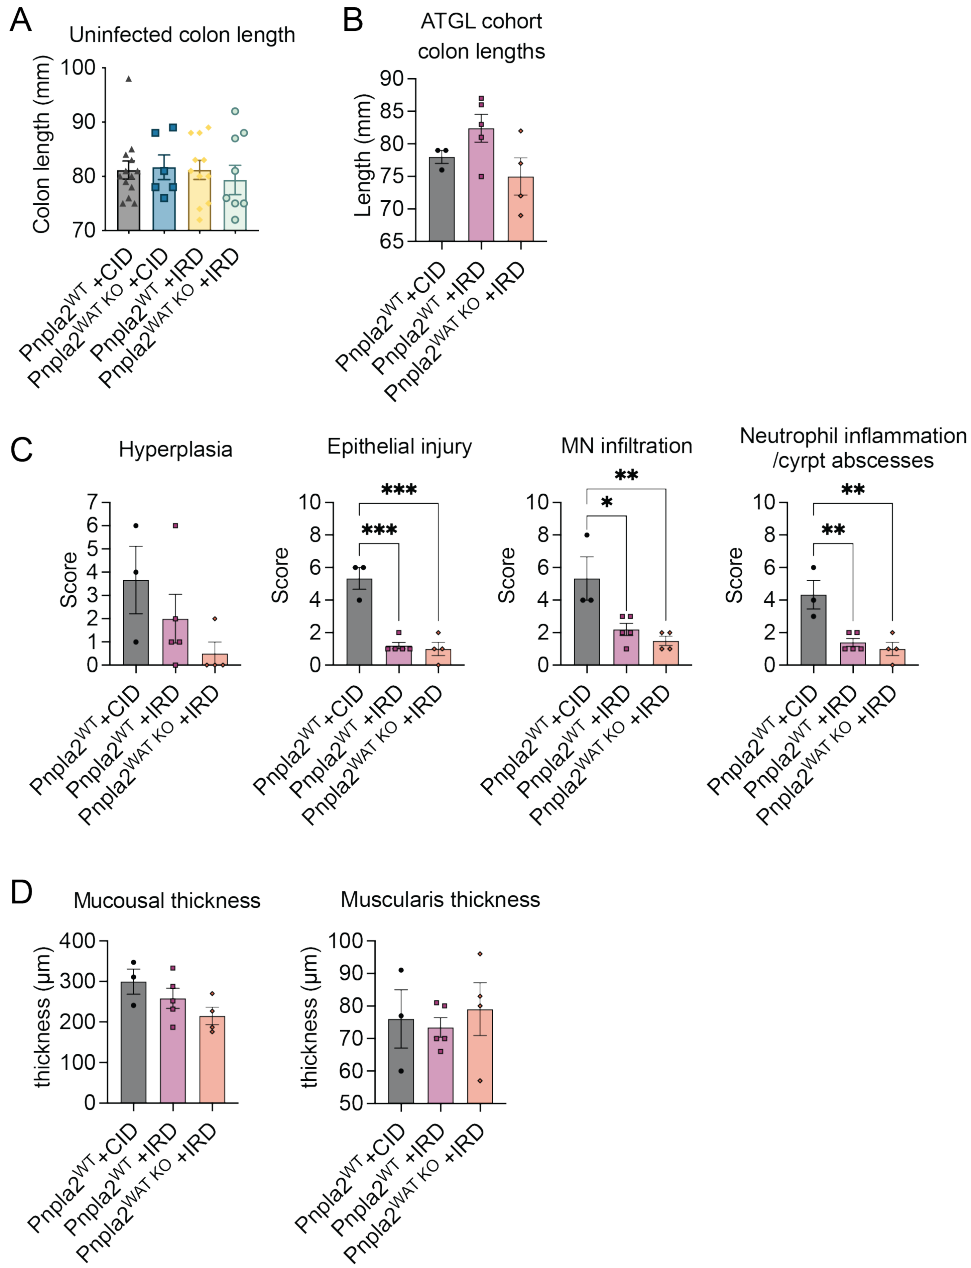 A
Uninfected colon length
Colon length (mm)
100
90
80
70
Pnpla2WT +CID
Pnpla2WAT KO +CID
Pnpla2WT +IRD
Pnpla2WAT KO +IRD
B
ATGL cohort
colon lengths
Length (mm)
90
85
80
75
70
65
Pnpla2WT+CID
Pnpla2WT +IRD
Pnpla2WAT KO +IRD
C
Hyperplasia
Score
7
6
5
4
3
2
1
0
Pnpla2WT+CID
Pnpla2WT +IRD
Pnpla2WAT KO +IRD
Epithelial injury
Score
10
8
6
4
2
0
***
***
Pnpla2WT+CID
Pnpla2WT +IRD
Pnpla2WAT KO +IRD
MN infiltration
Score
10
8
6
4
2
0
**
*
Pnpla2WT+CID
Pnpla2WT +IRD
Pnpla2WAT KO +IRD
Neutrophil inflammation
/cyrpt abscesses
Score
10
8
6
4
2
0
**
**
Pnpla2WT+CID
Pnpla2WT +IRD
Pnpla2WAT KO +IRD
D
Mucousal thickness
thickness (µm)
400
300
200
100
0
Pnpla2WT+CID
Pnpla2WT +IRD
Pnpla2WAT KO +IRD
Muscularis thickness
thickness (µm)
100
90
80
70
60
50
Pnpla2WT+CID
Pnpla2WT +IRD
Pnpla2WAT KO +IRD